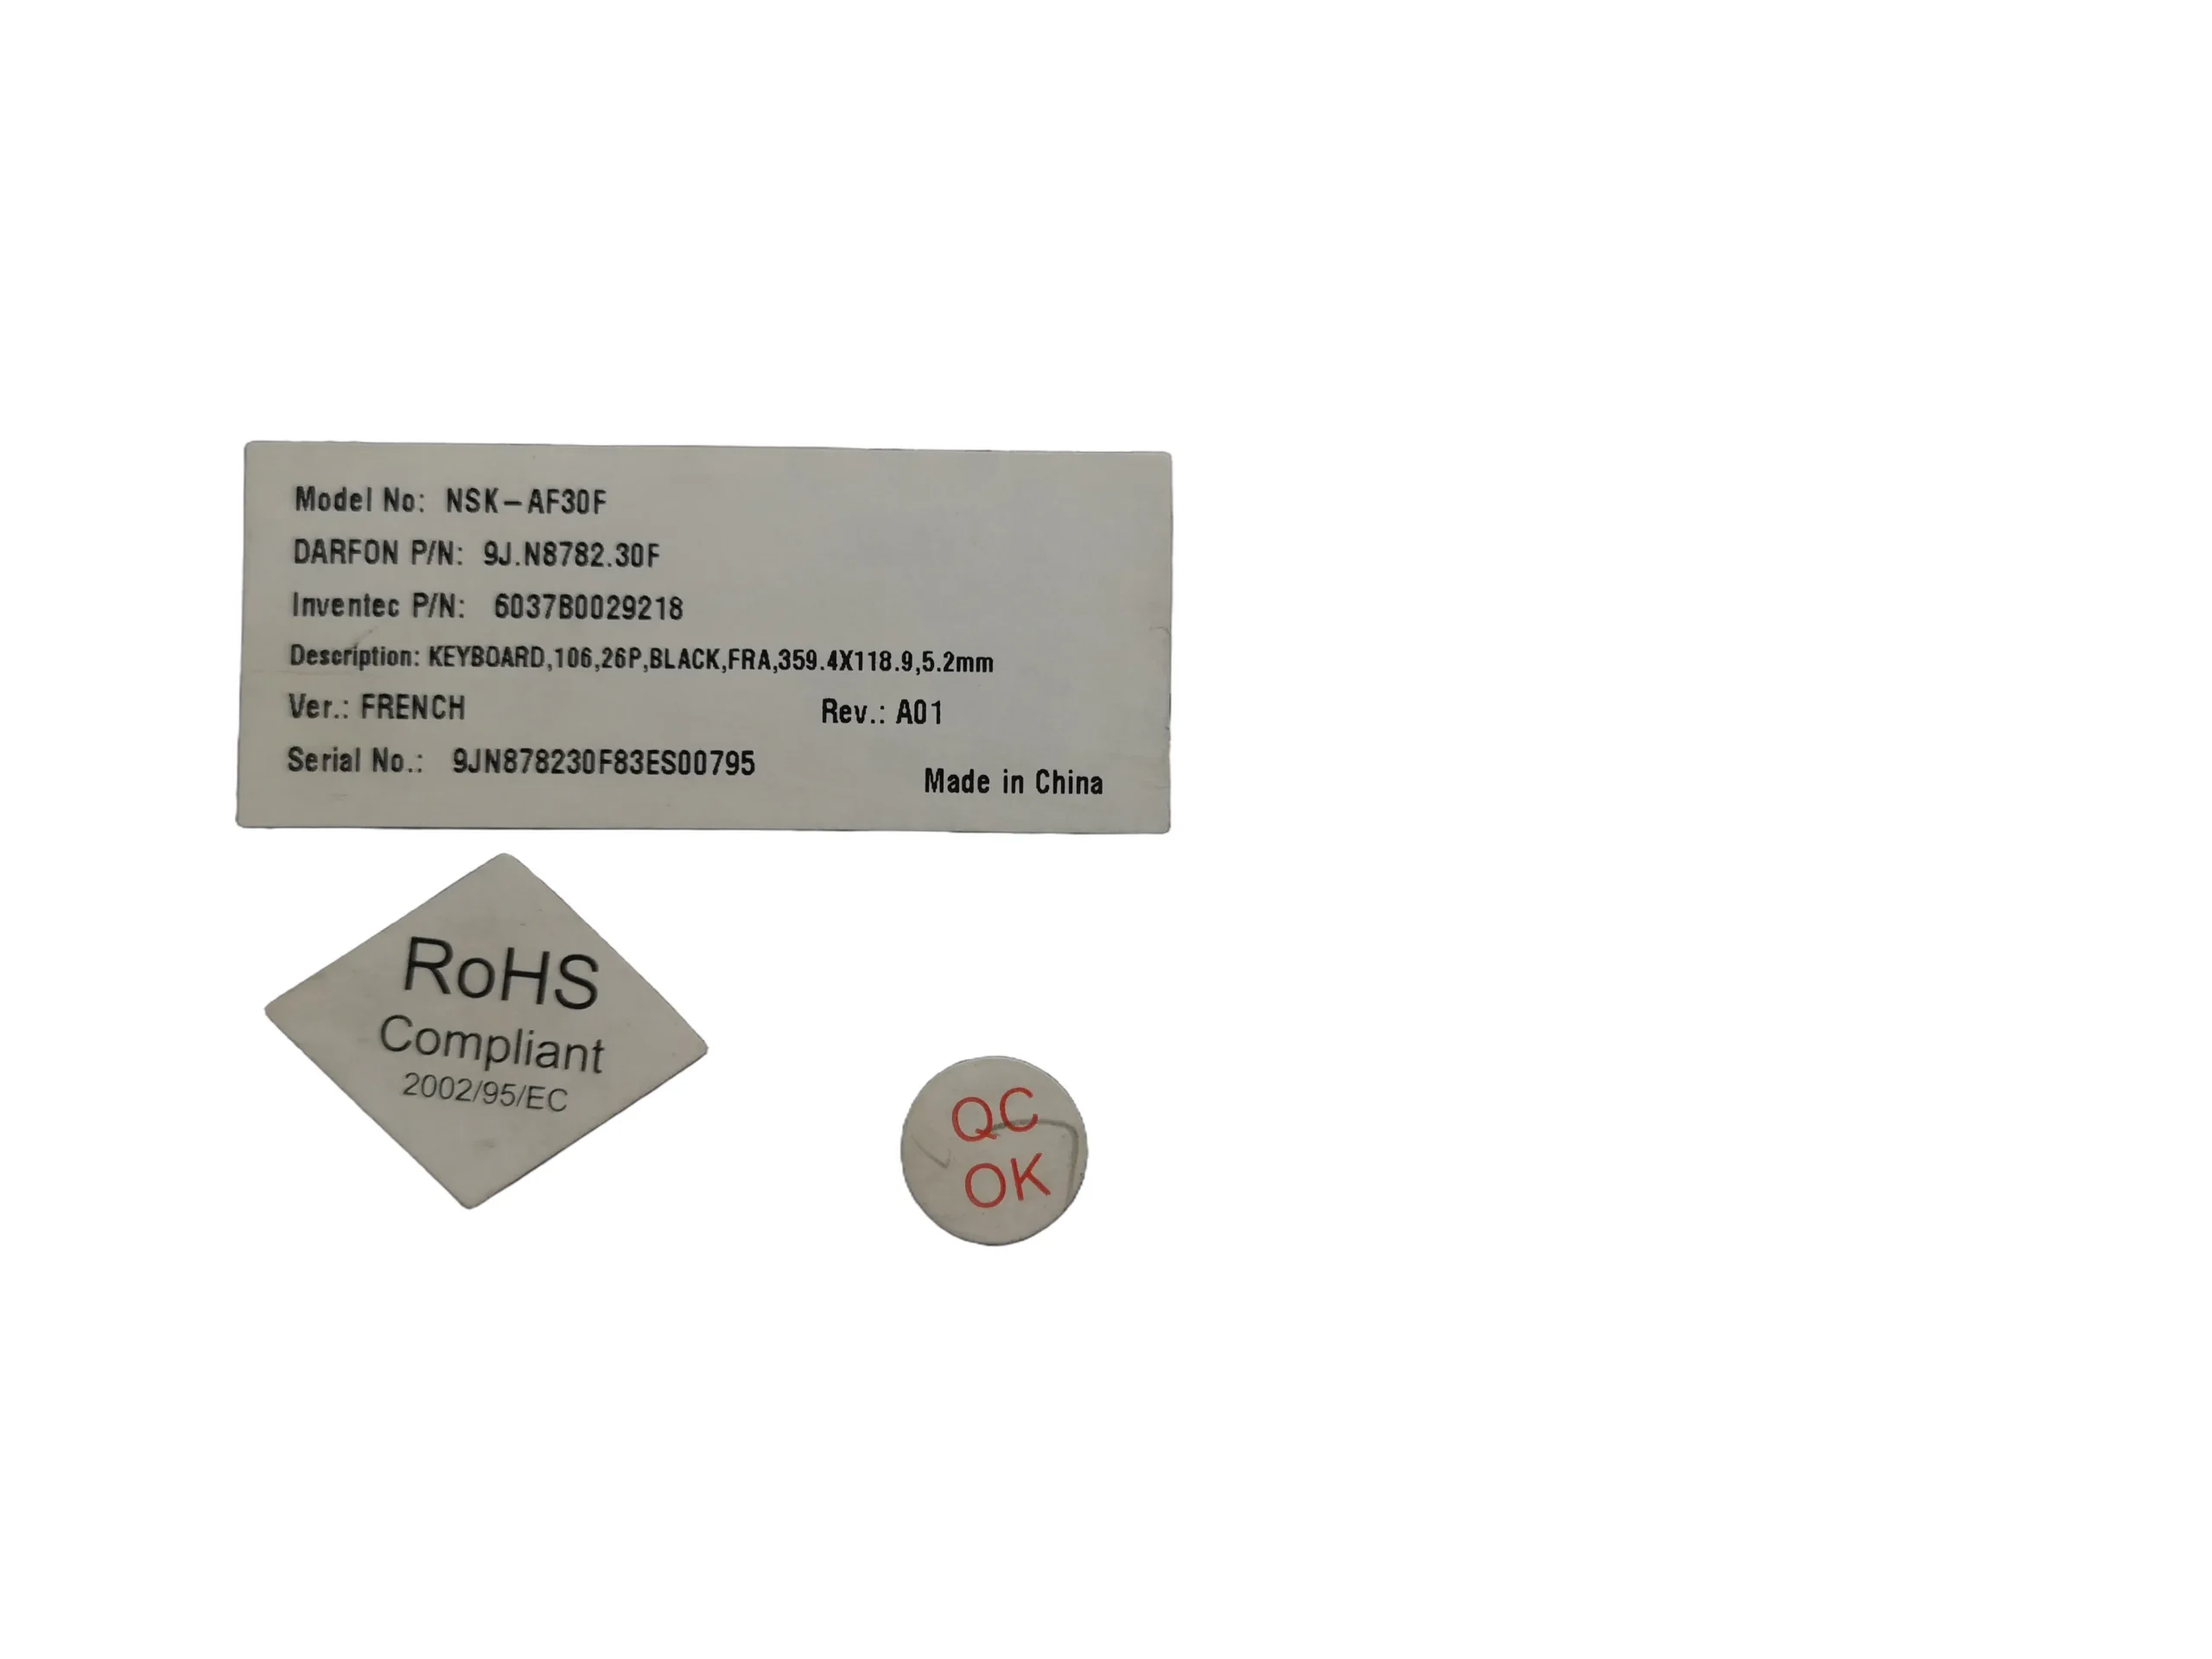 Model No: NSK-AF30F
DARFON P/N: 9J.N8782.30F
Inventec P/N: 6037B0029218
Description: KEYBOARD,106,26P,BLACK,FRA,359.4X118.9,5.2mm
Ver.: FRENCH Rev.: A01
Serial No.: 9JN878230F83ES00795
Made in China
RoHS
Compliant
2002/95/EC
QC
OK